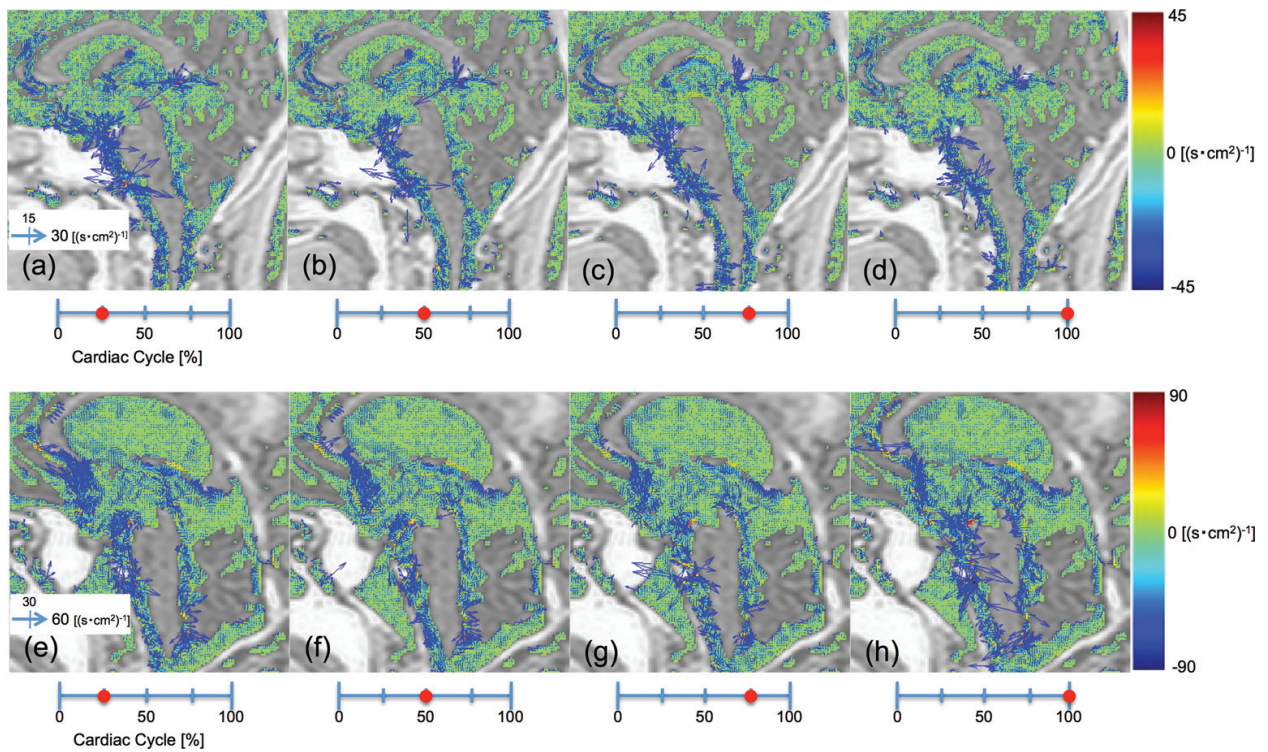 45
0 [(s•cm²)⁻¹]
-45
15
30 [(s•cm²)⁻¹]
(a) (b) (c) (d)
0 50 100 0 50 100 0 50 100 0 50 100
Cardiac Cycle [%]
90
0 [(s•cm²)⁻¹]
-90
30
60 [(s•cm²)⁻¹]
(e) (f) (g) (h)
0 50 100 0 50 100 0 50 100 0 50 100
Cardiac Cycle [%]